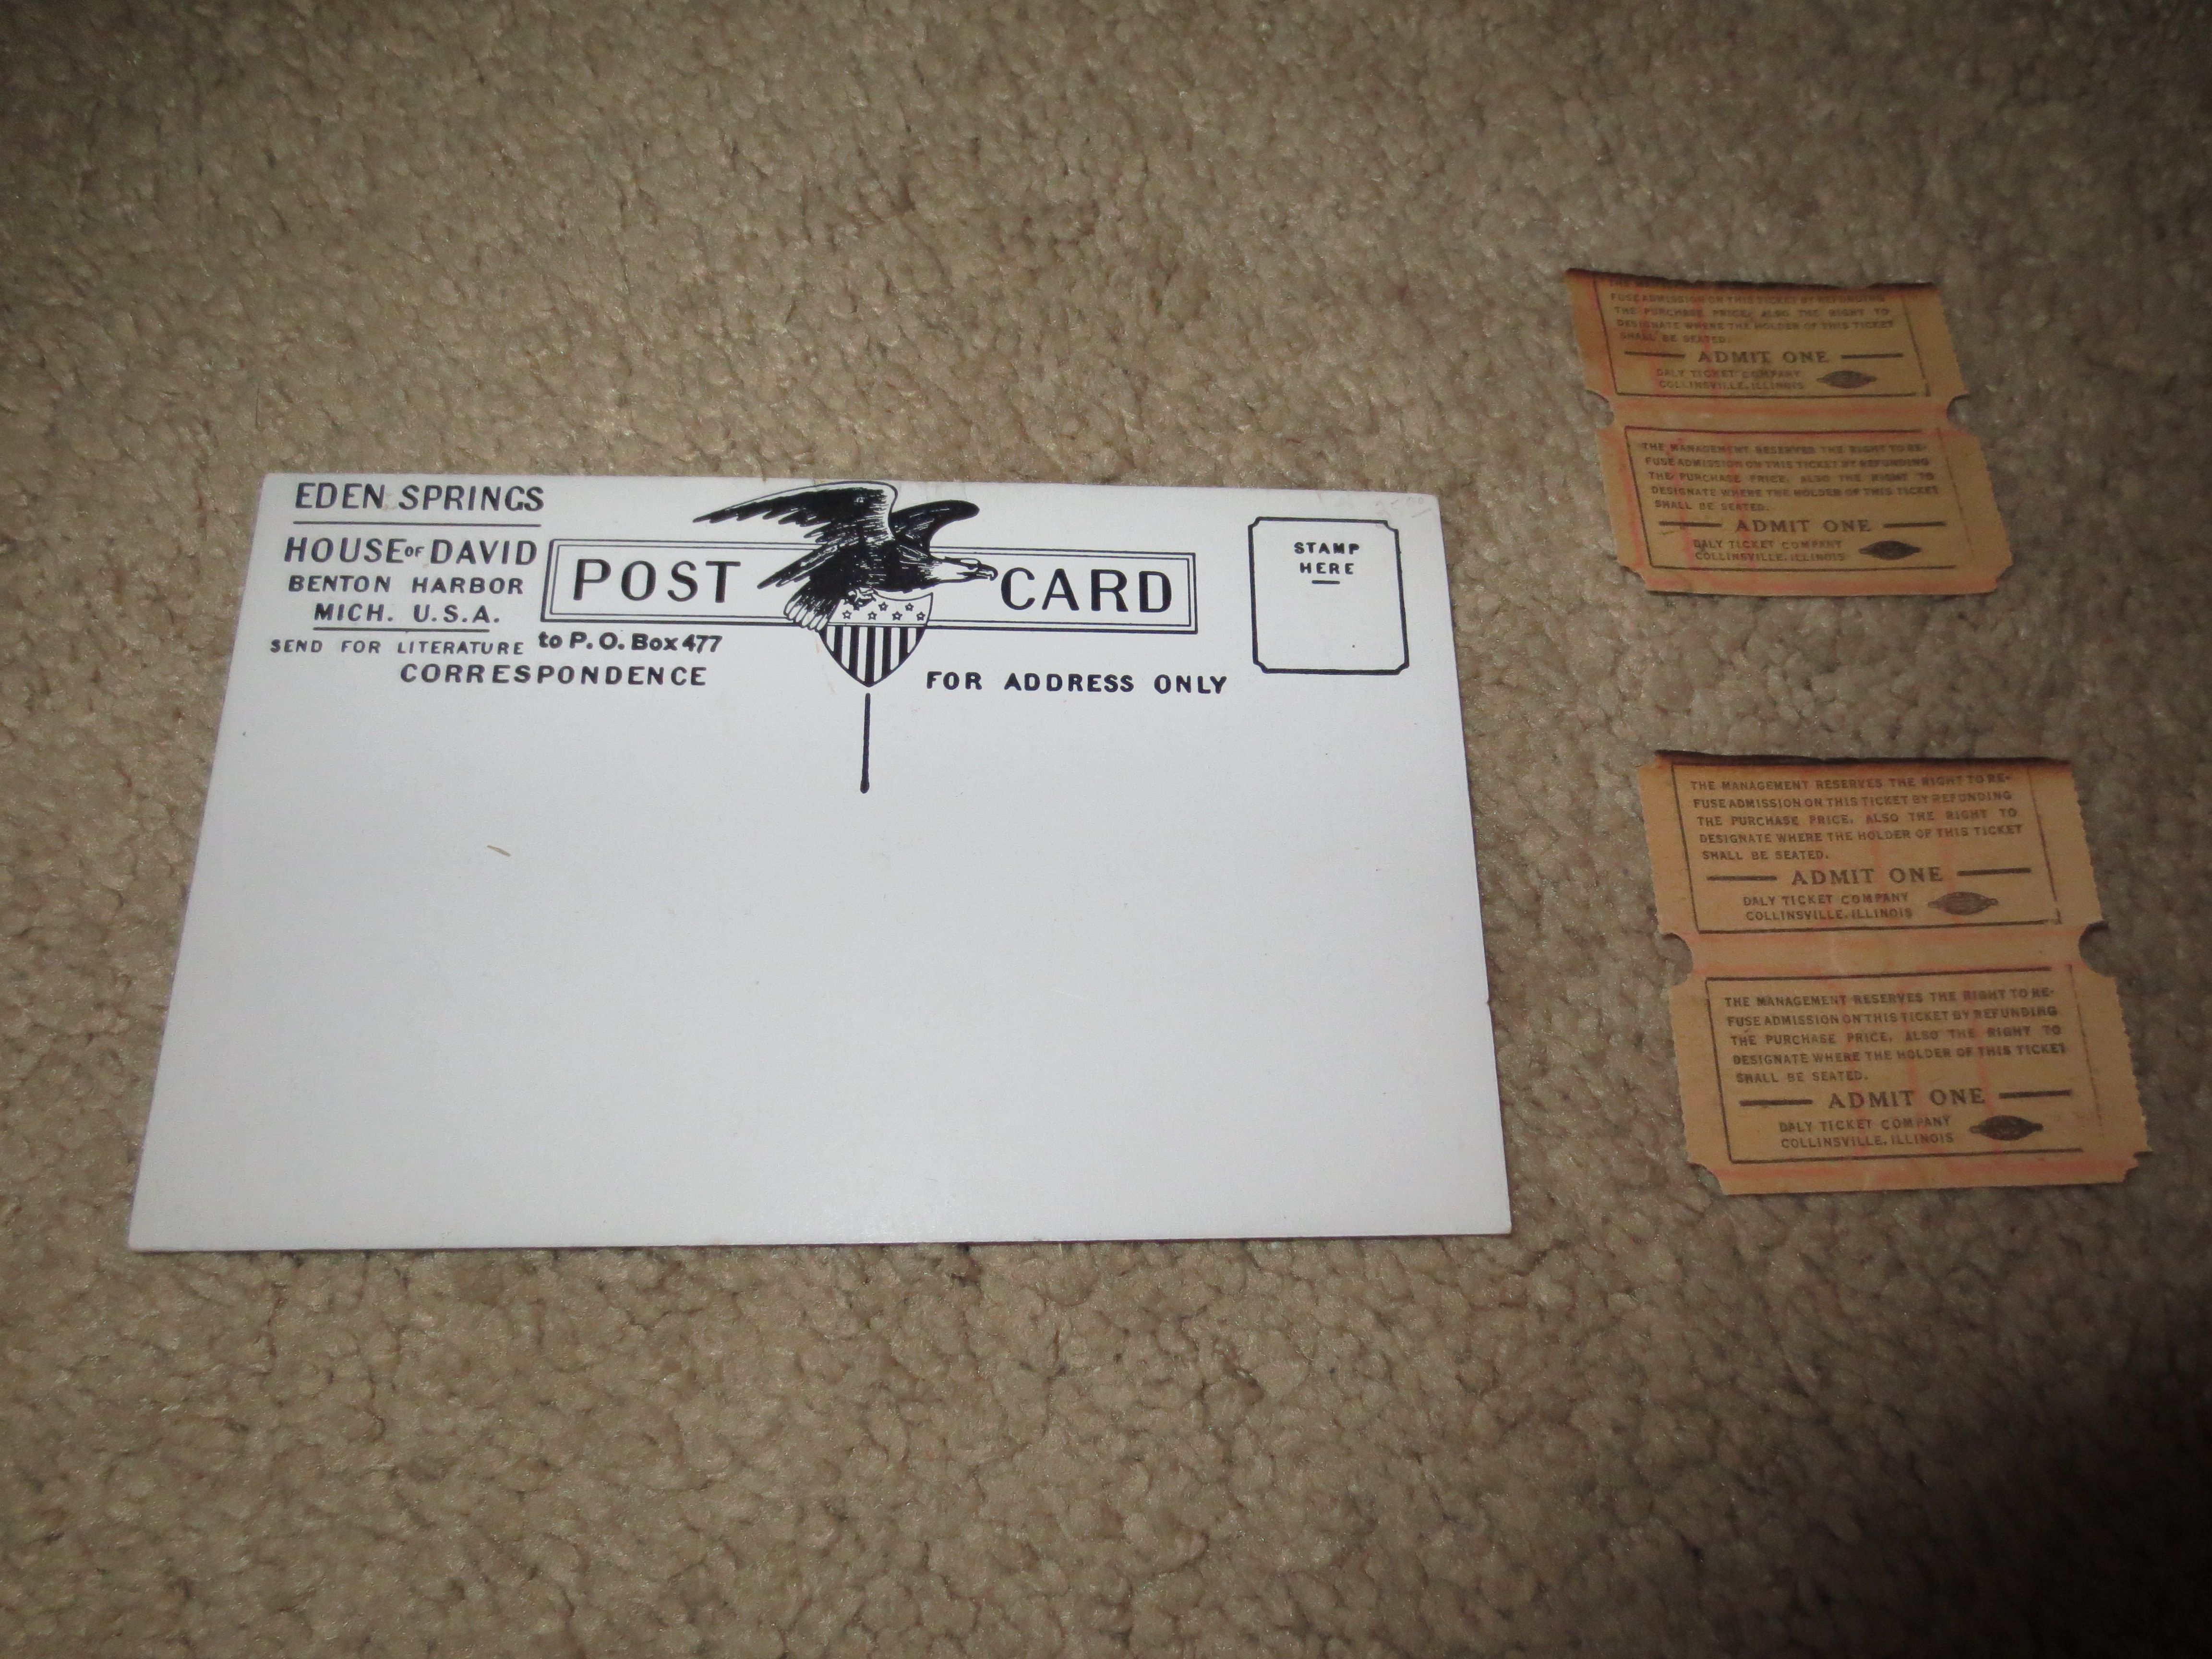 EDEN SPRINGS
HOUSE OF DAVID
BENTON HARBOR
MICH. U.S.A.
SEND FOR LITERATURE to P.O. Box 477
CORRESPONDENCE
POST CARD
FOR ADDRESS ONLY
STAMP
HERE
FUSE ADMISSION ON THIS TICKET BY REFUNDING
THE PURCHASE PRICE, ALSO THE RIGHT TO
DESIGNATE WHERE THE HOLDER OF THIS TICKET
SHALL BE SEATED.
ADMIT ONE
DALY TICKET COMPANY
COLLINSVILLE, ILLINOIS
THE MANAGEMENT RESERVES THE RIGHT TO RE-
FUSE ADMISSION ON THIS TICKET BY REFUNDING
THE PURCHASE PRICE, ALSO THE RIGHT TO
DESIGNATE WHERE THE HOLDER OF THIS TICKET
SHALL BE SEATED.
ADMIT ONE
DALY TICKET COMPANY
COLLINSVILLE, ILLINOIS
THE MANAGEMENT RESERVES THE RIGHT TO RE-
FUSE ADMISSION ON THIS TICKET BY REFUNDING
THE PURCHASE PRICE, ALSO THE RIGHT TO
DESIGNATE WHERE THE HOLDER OF THIS TICKET
SHALL BE SEATED.
ADMIT ONE
DALY TICKET COMPANY
COLLINSVILLE, ILLINOIS
THE MANAGEMENT RESERVES THE RIGHT TO RE-
FUSE ADMISSION ON THIS TICKET BY REFUNDING
THE PURCHASE PRICE, ALSO THE RIGHT TO
DESIGNATE WHERE THE HOLDER OF THIS TICKET
SHALL BE SEATED.
ADMIT ONE
DALY TICKET COMPANY
COLLINSVILLE, ILLINOIS